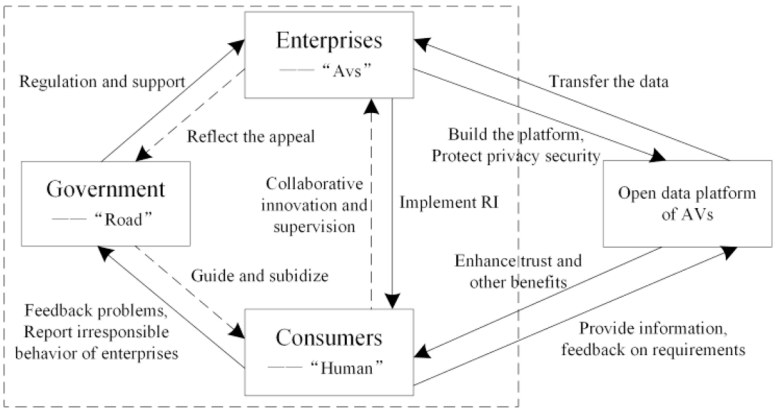 Enterprises
—— “Avs”
Regulation and support
Transfer the data
Reflect the appeal
Build the platform,
Protect privacy security
Government
—— “Road”
Collaborative
innovation and
supervision
Implement RI
Open data platform
of AVs
Guide and subidize
Enhance trust and
other benefits
Feedback problems,
Report irresponsible
behavior of enterprises
Consumers
—— “Human”
Provide information,
feedback on requirements